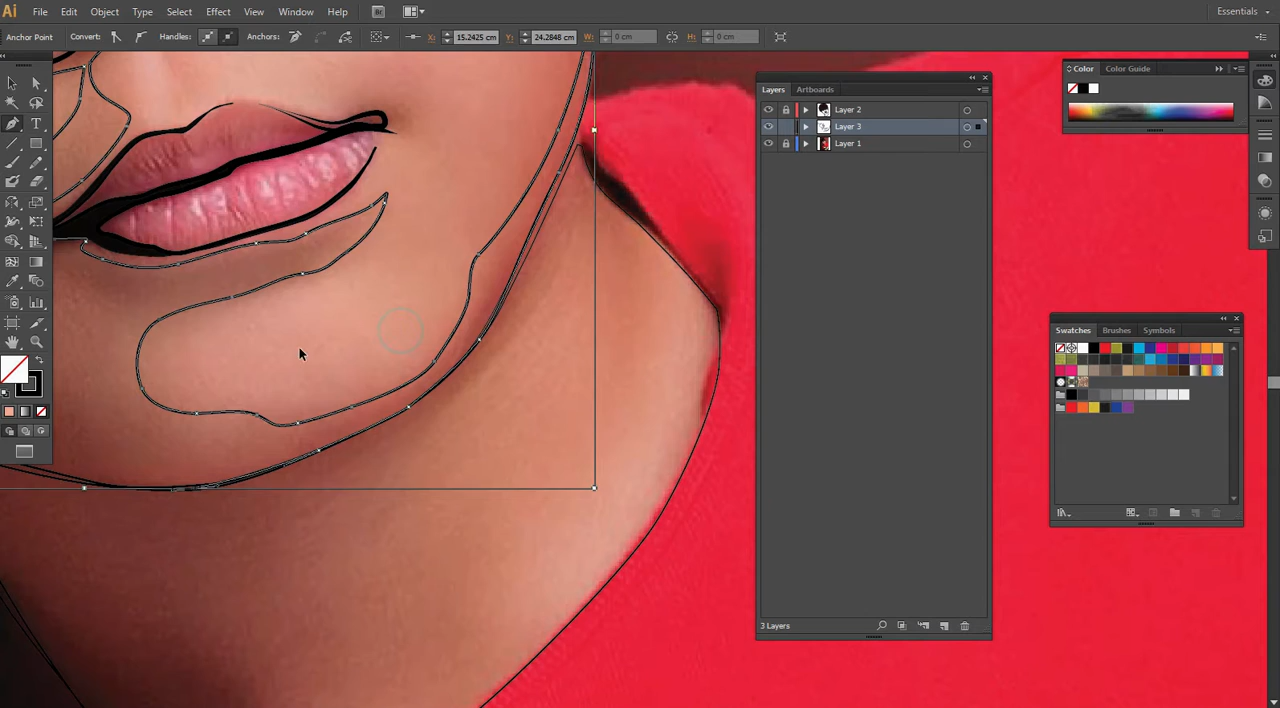 Ai File Edit Object Type Select Effect View Window Help Br Essentials
Anchor Point Convert: Handles: Anchors: X: 15.2425 cm Y: 24.2848 cm W: 0 cm H: 0 cm
Color Color Guide
Layers Artboards
Layer 2
Layer 3
Layer 1
3 Layers
Swatches Brushes Symbols
T